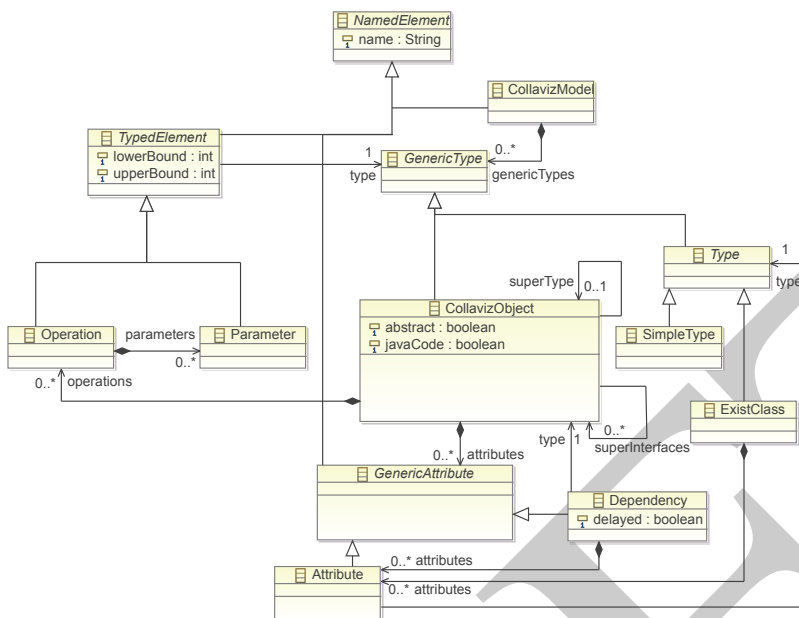 NamedElement
name : String
CollavizModel
TypedElement
lowerBound : int
upperBound : int
1
type
GenericType
0..*
genericTypes
Type
1
type
superType
0..1
CollavizObject
abstract : boolean
javaCode : boolean
SimpleType
Operation
parameters
0..*
Parameter
0..* operations
ExistClass
0..*
superInterfaces
type 1
0..* attributes
GenericAttribute
Dependency
delayed : boolean
0..* attributes
Attribute
0..* attributes